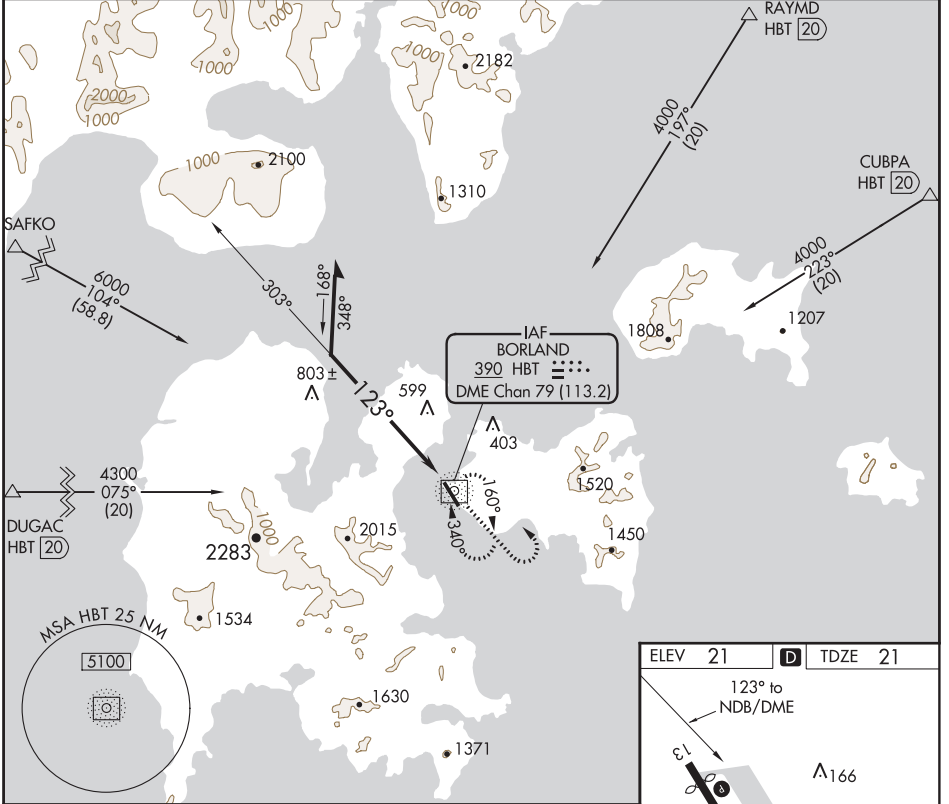 1000
1000
1000
1000
2000
1000
2182
1000
2100
1310
RAYMD
HBT 20
4000
197°
(20)
CUBPA
HBT 20
4000
223°
(20)
SAFKO
6000
104°
(58.8)
303°
168°
348°
1808
1207
IAF
BORLAND
390 HBT
DME Chan 79 (113.2)
803±
123°
599
403
1520
160°
340°
1450
4300
075°
(20)
DUGAC
HBT 20
1000
2283
2015
1534
MSA HBT 25 NM
5100
1630
1371
ELEV 21
D
TDZE 21
123° to
NDB/DME
13
P
166